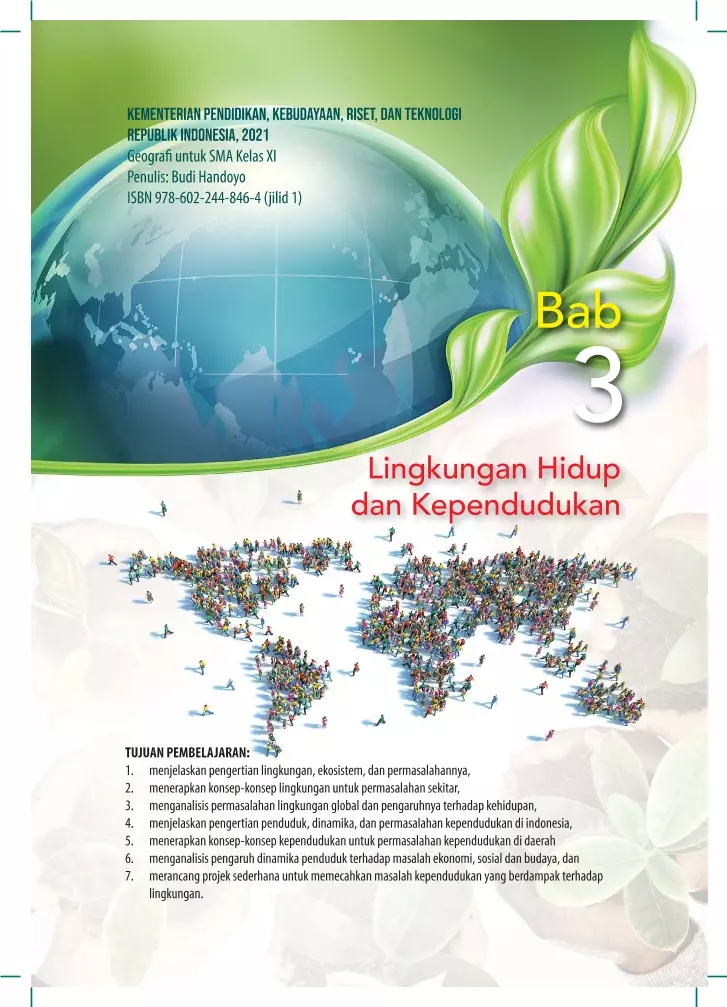 KEMENTERIAN PENDIDIKAN, KEBUDAYAAN, RISET, DAN TEKNOLOGI
REPUBLIK INDONESIA, 2021
Geografi untuk SMA Kelas XI
Penulis: Budi Handoyo
ISBN 978-602-244-846-4 (jilid 1)
Bab
3
Lingkungan Hidup
dan Kependudukan
TUJUAN PEMBELAJARAN:
1. menjelaskan pengertian lingkungan, ekosistem, dan permasalahannya,
2. menerapkan konsep-konsep lingkungan untuk permasalahan sekitar,
3. menganalisis permasalahan lingkungan global dan pengaruhnya terhadap kehidupan,
4. menjelaskan pengertian penduduk, dinamika, dan permasalahan kependudukan di indonesia,
5. menerapkan konsep-konsep kependudukan untuk permasalahan kependudukan di daerah
6. menganalisis pengaruh dinamika penduduk terhadap masalah ekonomi, sosial dan budaya, dan
7. merancang projek sederhana untuk memecahkan masalah kependudukan yang berdampak terhadap
lingkungan.